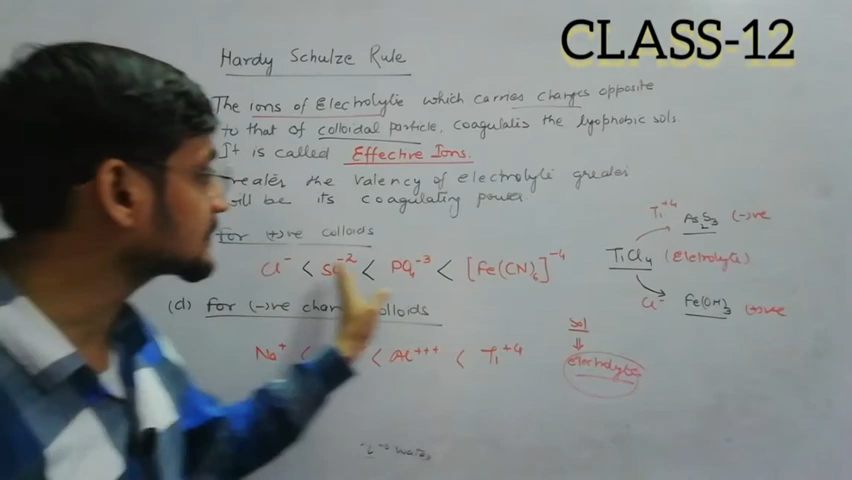 CLASS-12
Hardy Schulze Rule
The ions of Electrolyte which carries charges opposite
to that of colloidal particle, coagulates the lyophobic sols.
It is called Effective Ions.
the valency of electrolyte greater
will be its coagulating power.
for (+)ve colloids
Cl⁻ < < PO₄⁻³ < [Fe(CN)₆]⁻⁴
(d) for (-)ve colloids
Na⁺ < < Al⁺⁺⁺ < Ti⁺⁴
Ti⁺⁴ As₂S₃ (-)ve
TiCl₄ (Electrolyte)
Cl⁻ Fe(OH)₃ (+)ve
Sol
⇓
electrolyte